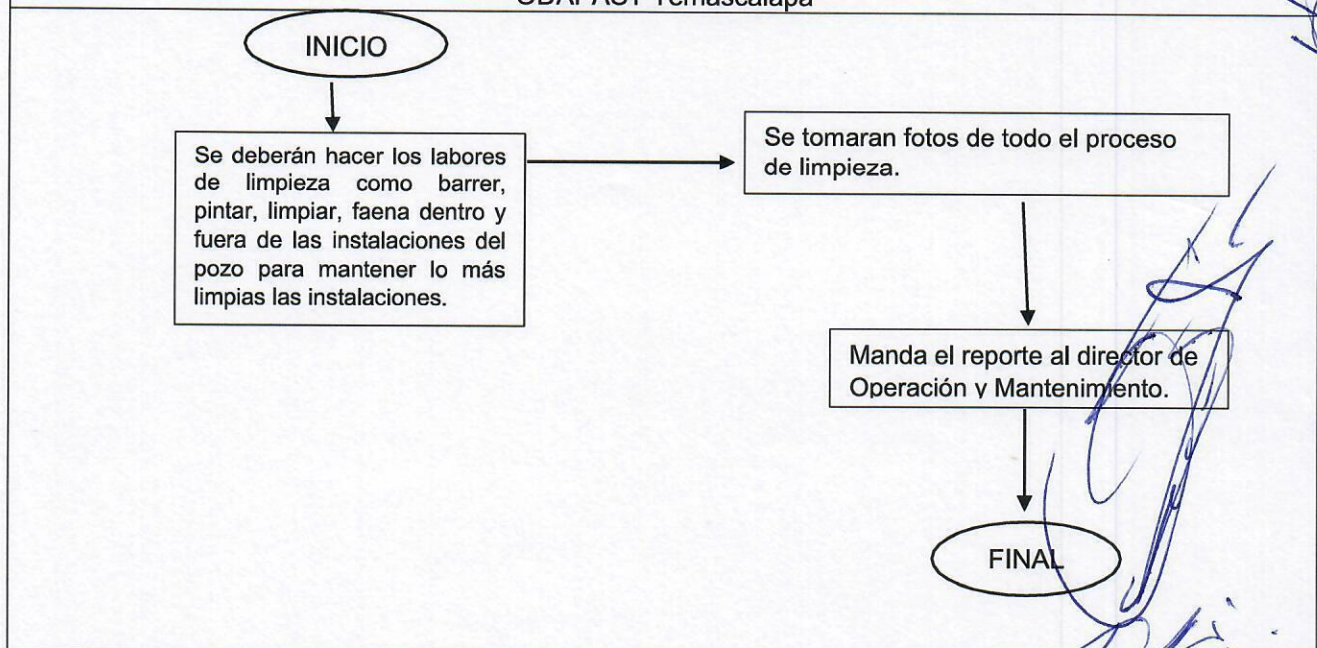 ODAPAST Temascalapa
INICIO
Se deberán hacer los labores
de limpieza como barrer,
pintar, limpiar, faena dentro y
fuera de las instalaciones del
pozo para mantener lo más
limpias las instalaciones.
Se tomaran fotos de todo el proceso
de limpieza.
Manda el reporte al director de
Operación y Mantenimiento.
FINAL